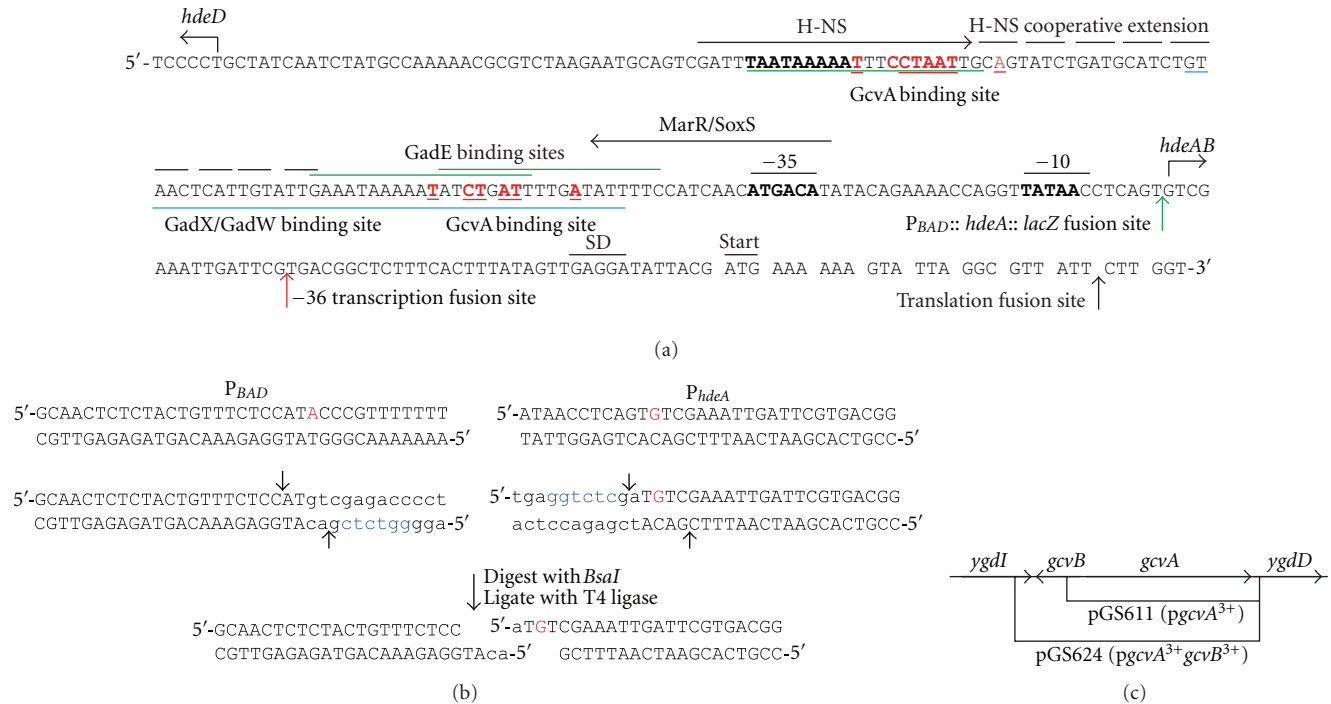 hdeD
H-NS
H-NS cooperative extension
5′-TCCCCTGCTATCAATCTATGCCAAAAACGCGTCTAAGAATGCAGTCGATTTAATAAAAATTTCCTAATTGCAGTATCTGATGCATCTGT
GcvA binding site
MarR/SoxS
GadE binding sites
−35
−10
hdeAB
AACTCATTGTATTGAAATAAAAATATCTGATTTTGATATTTTCCATCAACATGACATATACAGAAAACCAGGTTATAACCTCAGTGTCG
GadX/GadW binding site
GcvA binding site
PBAD:: hdeA:: lacZ fusion site
SD
Start
AAATTGATTCGTGACGGCTCTTTCACTTTATAGTTGAGGATATTACG ATG AAA AAA GTA TTA GGC GTT ATT CTT GGT-3′
−36 transcription fusion site
Translation fusion site
(a)
PBAD
PhdeA
5′-GCAACTCTCTACTGTTTCTCCATACCCGTTTTTTT
5′-ATAACCTCAGTGTCGAAATTGATTCGTGACGG
CGTTGAGAGATGACAAAGAGGTATGGGCAAAAAAA-5′
TATTGGAGTCACAGCTTTAACTAAGCACTGCC-5′
5′-GCAACTCTCTACTGTTTCTCCATgtcgagacccct
5′-tgaggtctcgaTGTCGAAATTGATTCGTGACGG
CGTTGAGAGATGACAAAGAGGTACagctctgggga-5′
actccagagctACAGCTTTAACTAAGCACTGCC-5′
Digest with BsaI
Ligate with T4 ligase
5′-GCAACTCTCTACTGTTTCTCC
5′-aTGTCGAAATTGATTCGTGACGG
CGTTGAGAGATGACAAAGAGGTAca-5′
GCTTTAACTAAGCACTGCC-5′
(b)
ygdI
gcvB
gcvA
ygdD
pGS611 (pgcvA3+)
pGS624 (pgcvA3+gcvB3+)
(c)